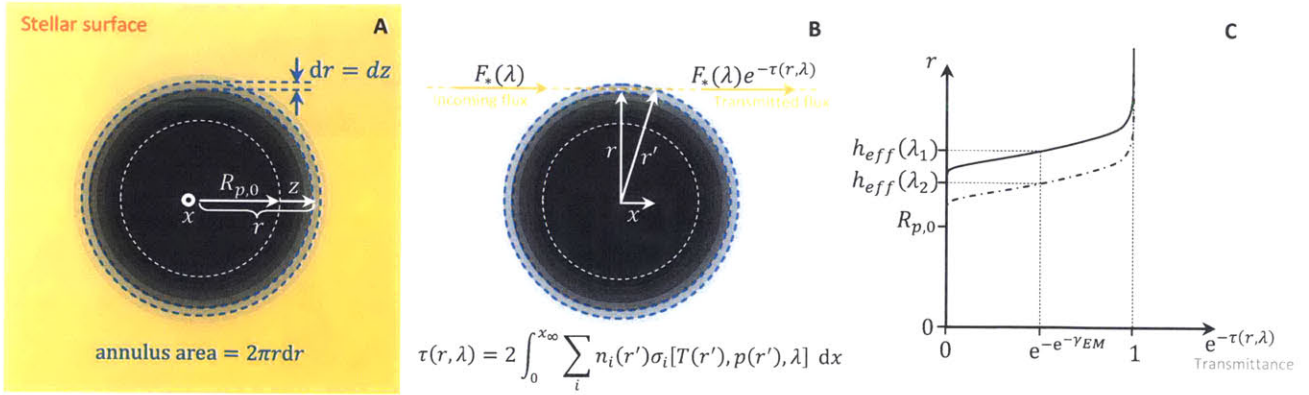 Stellar surface
A
dr = dz
R_{p,0}
z
x
r
annulus area = 2πrdr
B
F_*(λ)
F_*(λ)e^{−τ(r,λ)}
Incoming flux
Transmitted flux
r
r′
x
τ(r, λ) = 2 ∫_0^{x_∞} ∑_i n_i(r′)σ_i[T(r′), p(r′), λ] dx
C
r
h_{eff}(λ_1)
h_{eff}(λ_2)
R_{p,0}
0
0
e^{−e^{−γ_{EM}}}
1
e^{−τ(r,λ)}
Transmittance